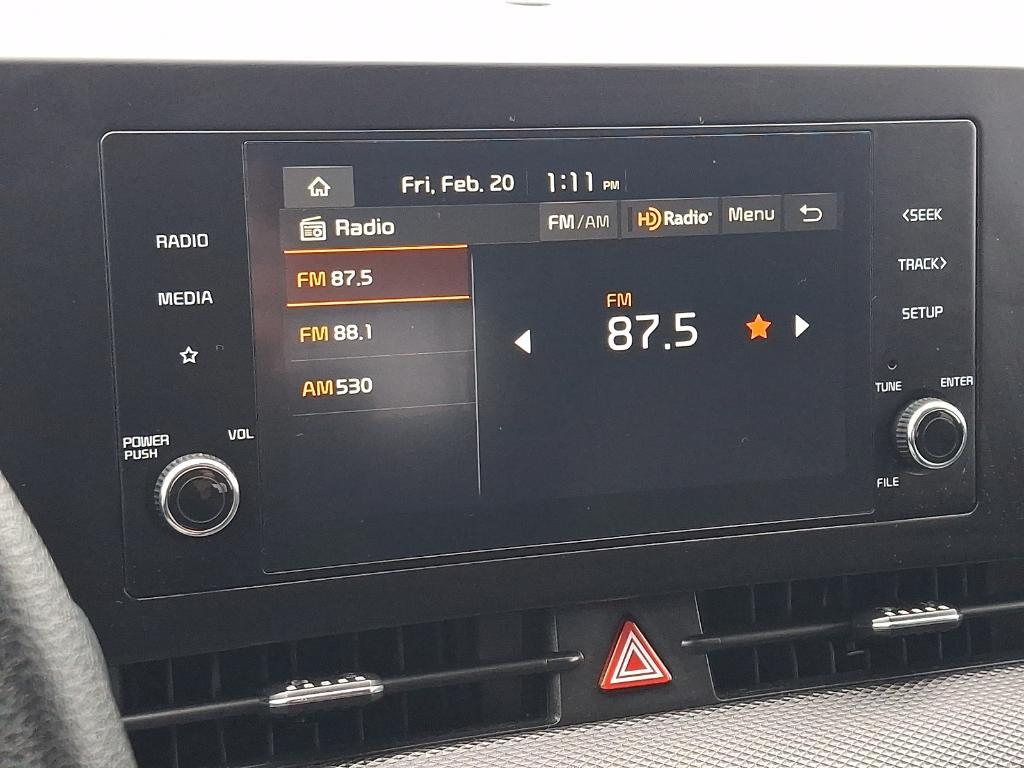 Fri, Feb. 20 1:11 PM
Radio FM/AM HD Radio Menu
FM 87.5
FM 88.1
AM 530
FM
87.5
RADIO
MEDIA
POWER
PUSH
VOL
<SEEK
TRACK>
SETUP
TUNE
ENTER
FILE